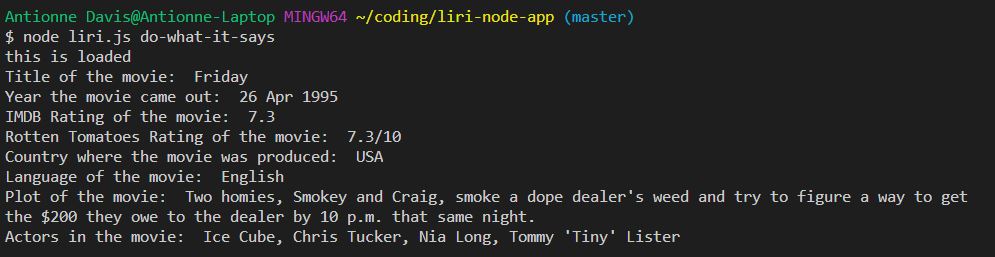 Antionne Davis@Antionne-Laptop MINGW64 ~/coding/liri-node-app (master)
$ node liri.js do-what-it-says
this is loaded
Title of the movie:  Friday
Year the movie came out:  26 Apr 1995
IMDB Rating of the movie:  7.3
Rotten Tomatoes Rating of the movie:  7.3/10
Country where the movie was produced:  USA
Language of the movie:  English
Plot of the movie:  Two homies, Smokey and Craig, smoke a dope dealer's weed and try to figure a way to get
the $200 they owe to the dealer by 10 p.m. that same night.
Actors in the movie:  Ice Cube, Chris Tucker, Nia Long, Tommy 'Tiny' Lister